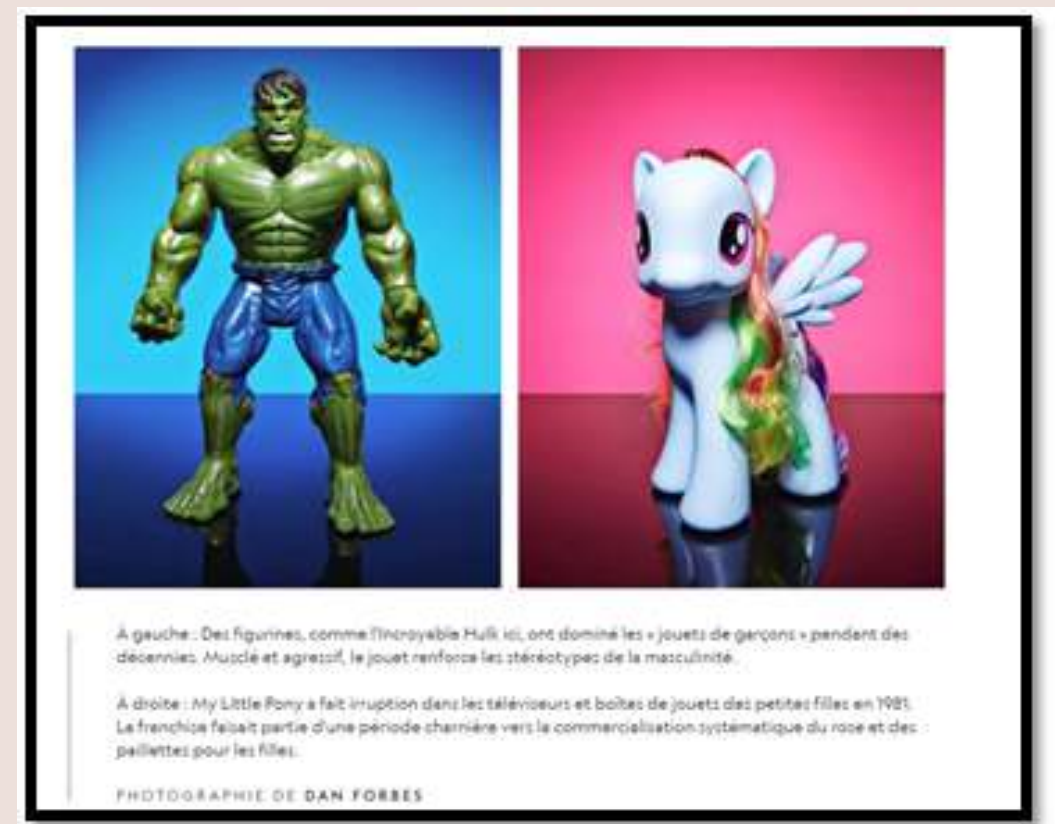 À gauche : Des figurines, comme l'Incroyable Hulk ici, ont dominé les « jouets de garçons » pendant des
décennies. Musclé et agressif, le jouet renforce les stéréotypes de la masculinité.
À droite : My Little Pony a fait irruption dans les téléviseurs et boîtes de jouets des petites filles en 1981.
La franchise faisait partie d'une période charnière vers la commercialisation systématique du rose et des
paillettes pour les filles.
PHOTOGRAPHIE DE DAN FORBES